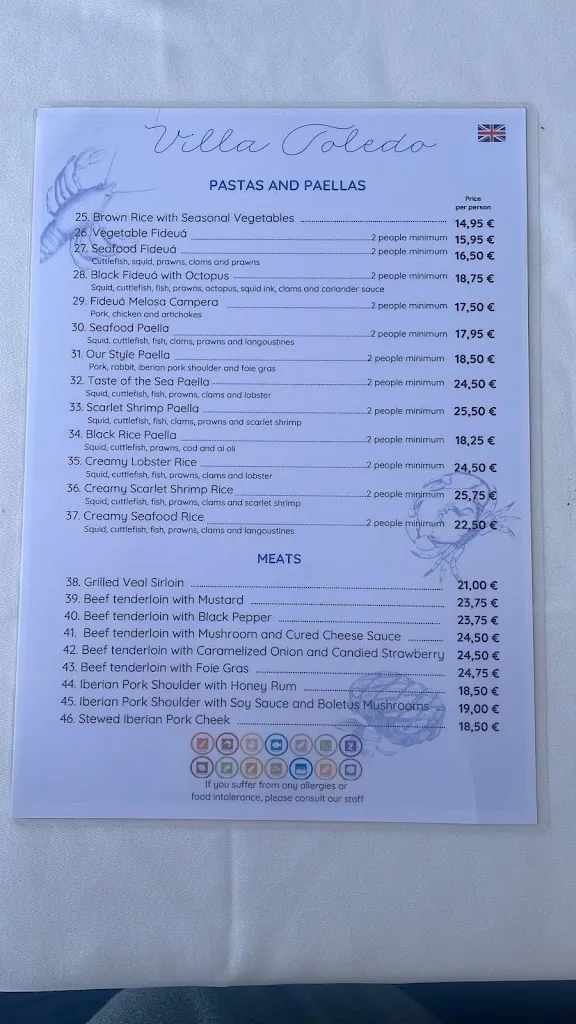 Villa Toledo
PASTAS AND PAELLAS
Price
per person
25. Brown Rice with Seasonal Vegetables 14,95 €
26. Vegetable Fideuá 2 people minimum 15,95 €
27. Seafood Fideuá 2 people minimum 16,50 €
Cuttlefish, squid, prawns, clams and prawns
28. Black Fideuá with Octopus 2 people minimum 18,75 €
Squid, cuttlefish, fish, prawns, octopus, squid ink, clams and coriander sauce
29. Fideuá Melosa Campera 2 people minimum 17,50 €
Pork, chicken and artichokes
30. Seafood Paella 2 people minimum 17,95 €
Squid, cuttlefish, fish, clams, prawns and langoustines
31. Our Style Paella 2 people minimum 18,50 €
Pork, rabbit, iberian pork shoulder and foie gras
32. Taste of the Sea Paella 2 people minimum 24,50 €
Squid, cuttlefish, fish, prawns, clams and lobster
33. Scarlet Shrimp Paella 2 people minimum 25,50 €
Squid, cuttlefish, fish, clams, prawns and scarlet shrimp
34. Black Rice Paella 2 people minimum 18,25 €
Squid, cuttlefish, prawns, cod and ai oli
35. Creamy Lobster Rice 2 people minimum 24,50 €
Squid, cuttlefish, fish, prawns, clams and lobster
36. Creamy Scarlet Shrimp Rice 2 people minimum 25,75 €
Squid, cuttlefish, fish, prawns, clams and scarlet shrimp
37. Creamy Seafood Rice 2 people minimum 22,50 €
Squid, cuttlefish, fish, prawns, clams and langoustines
MEATS
38. Grilled Veal Sirloin 21,00 €
39. Beef tenderloin with Mustard 23,75 €
40. Beef tenderloin with Black Pepper 23,75 €
41. Beef tenderloin with Mushroom and Cured Cheese Sauce 24,50 €
42. Beef tenderloin with Caramelized Onion and Candied Strawberry 24,50 €
43. Beef tenderloin with Foie Gras 24,75 €
44. Iberian Pork Shoulder with Honey Rum 18,50 €
45. Iberian Pork Shoulder with Soy Sauce and Boletus Mushrooms 19,00 €
46. Stewed Iberian Pork Cheek 18,50 €
If you suffer from any allergies or
food intolerance, please consult our staff